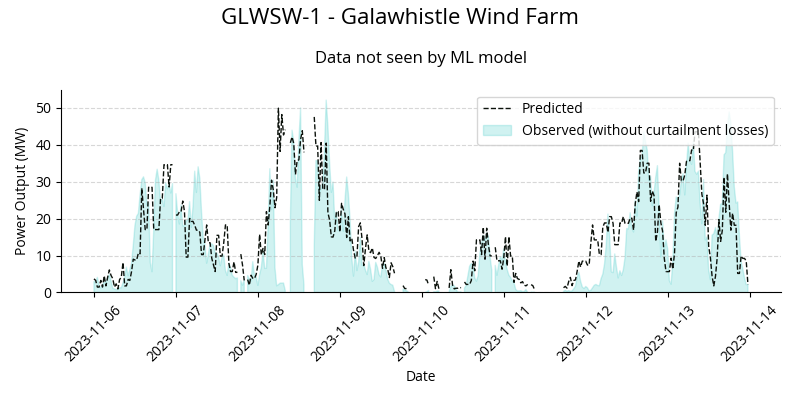 GLWSW-1 - Galawhistle Wind Farm
Data not seen by ML model
Power Output (MW)
50
40
30
20
10
0
Predicted
Observed (without curtailment losses)
2023-11-06
2023-11-07
2023-11-08
2023-11-09
2023-11-10
2023-11-11
2023-11-12
2023-11-13
2023-11-14
Date